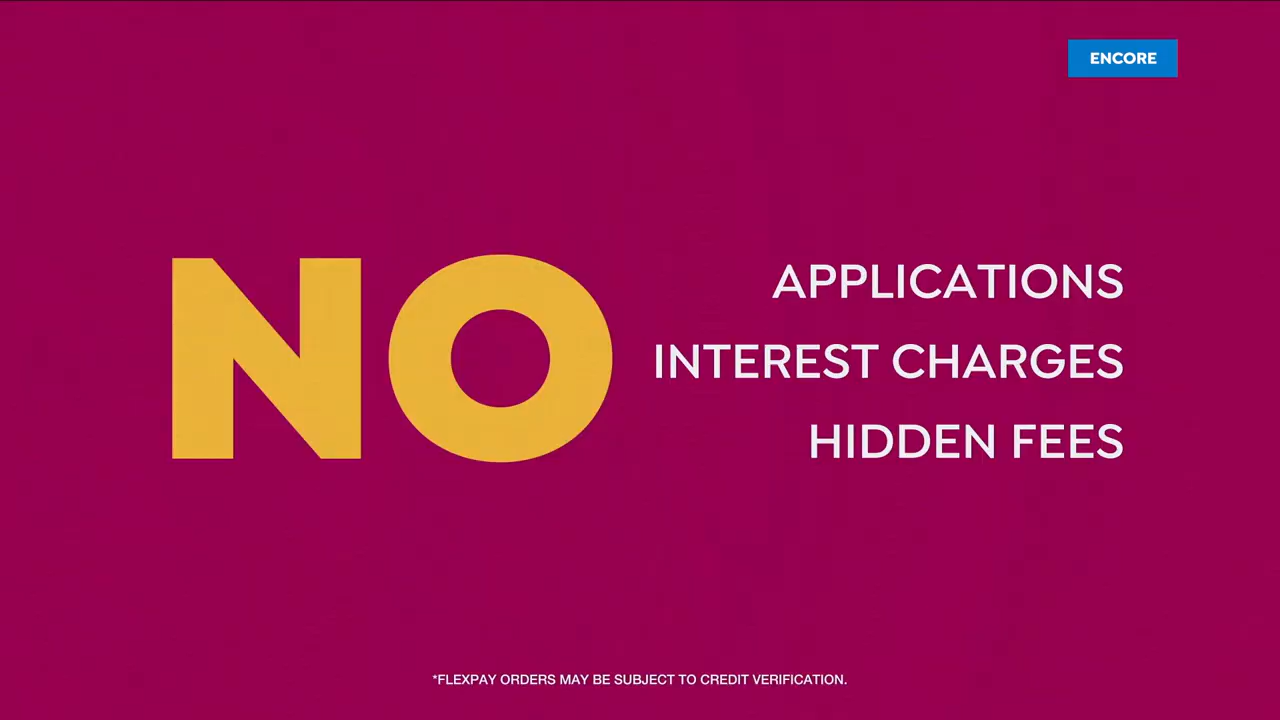 ENCORE
NO
APPLICATIONS
INTEREST CHARGES
HIDDEN FEES
*FLEXPAY ORDERS MAY BE SUBJECT TO CREDIT VERIFICATION.